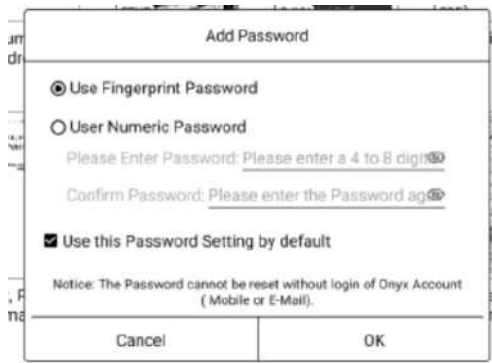 Add Password
Use Fingerprint Password
User Numeric Password
Please Enter Password: Please enter a 4 to 8 digit
Confirm Password: Please enter the Password aga
Use this Password Setting by default
Notice: The Password cannot be reset without login of Onyx Account
( Mobile or E-Mail).
Cancel OK